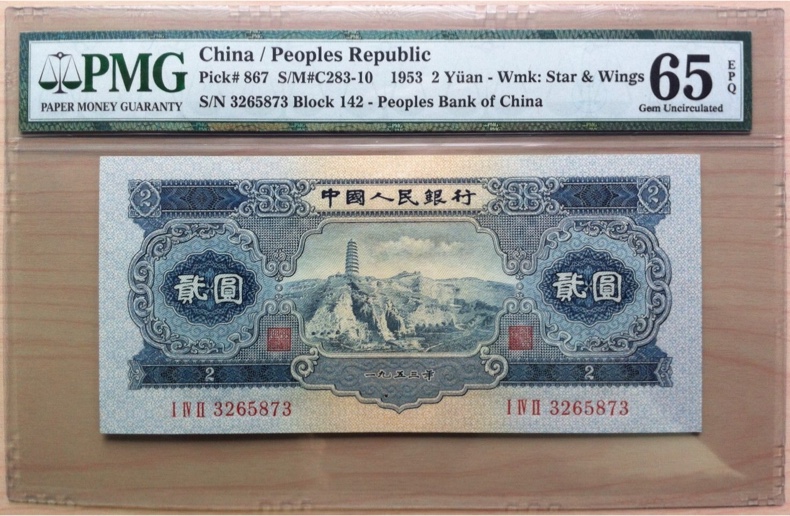 China / Peoples Republic
PMG
PAPER MONEY GUARANTY
Pick# 867 S/M#C283-10 1953 2 Yüan - Wmk: Star & Wings
S/N 3265873 Block 142 - Peoples Bank of China
65
EPQ
Gem Uncirculated
2 中國人民銀行 2
貳圓 貳圓
2 一九五三年 2
I IV II 3265873 I IV II 3265873